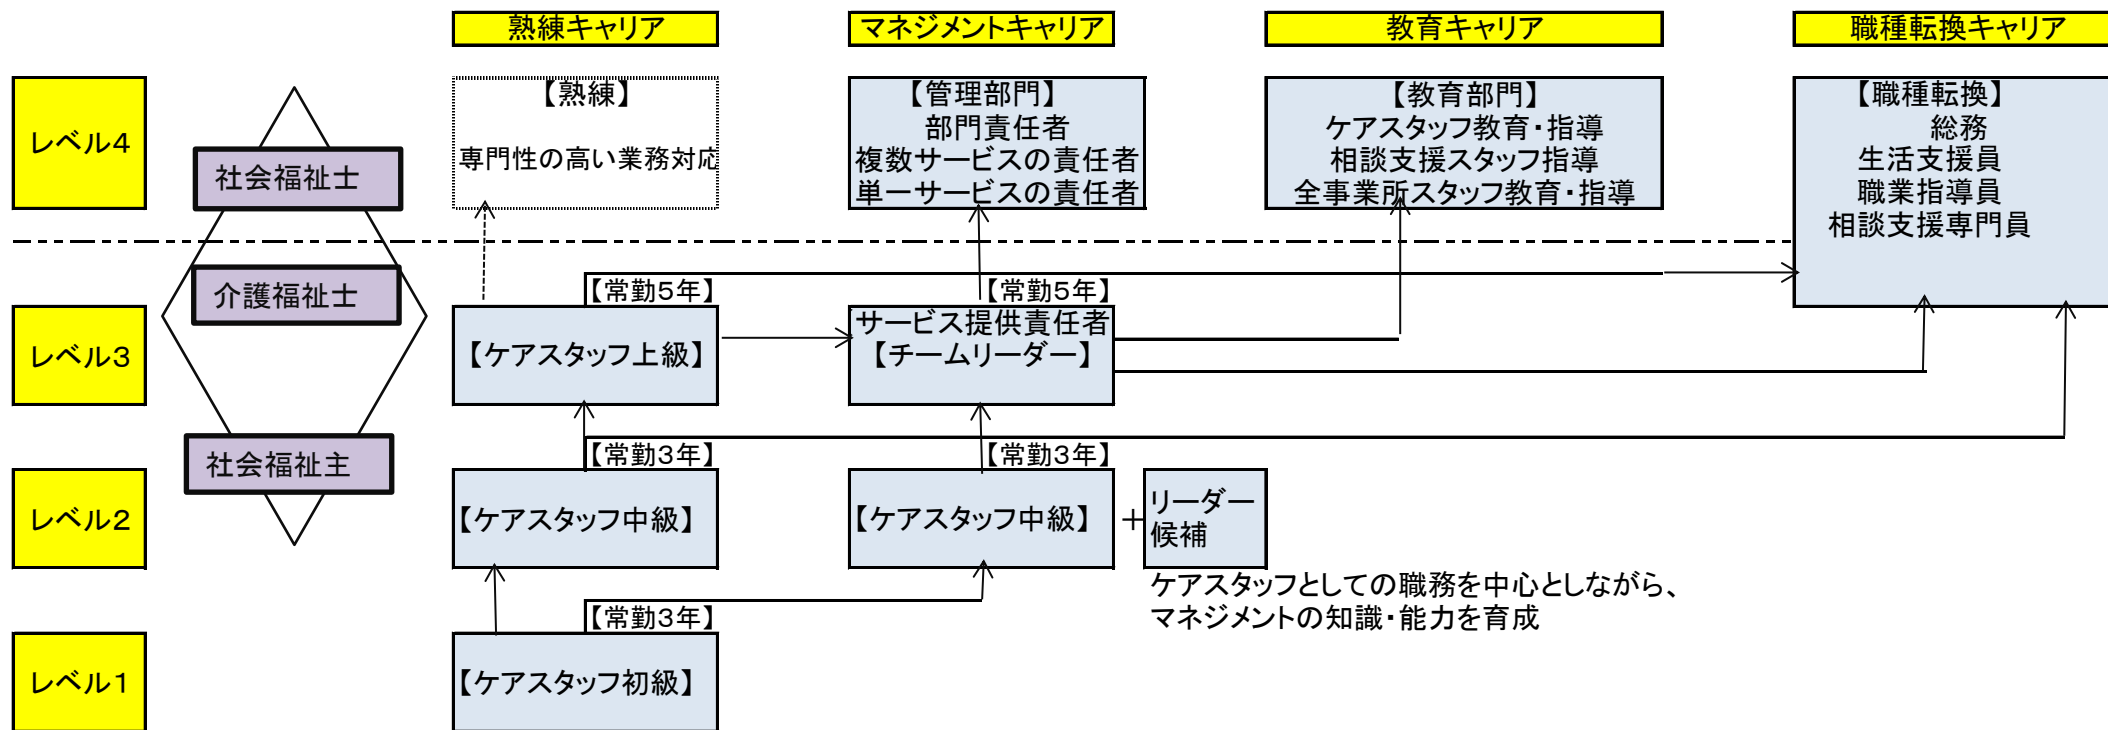 熟練キャリア
マネジメントキャリア
教育キャリア
職種転換キャリア
レベル4
社会福祉士
【熟練】
専門性の高い業務対応
【管理部門】
部門責任者
複数サービスの責任者
単一サービスの責任者
【教育部門】
ケアスタッフ教育・指導
相談支援スタッフ指導
全事業所スタッフ教育・指導
【職種転換】
総務
生活支援員
職業指導員
相談支援専門員
介護福祉士
【常勤5年】
【常勤5年】
レベル3
【ケアスタッフ上級】
サービス提供責任者
【チームリーダー】
社会福祉主
【常勤3年】
【常勤3年】
レベル2
【ケアスタッフ中級】
【ケアスタッフ中級】
＋
リーダー
候補
ケアスタッフとしての職務を中心としながら、
マネジメントの知識・能力を育成
【常勤3年】
レベル1
【ケアスタッフ初級】